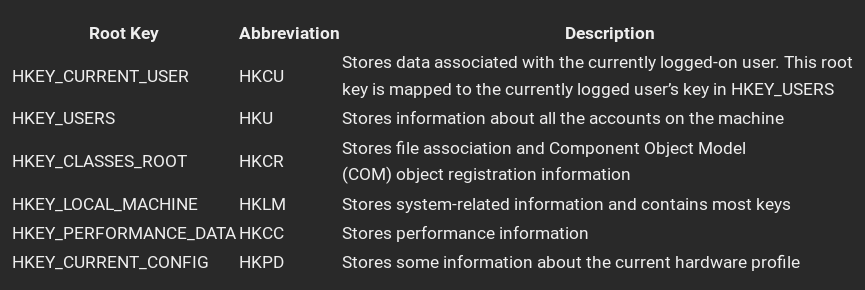 Root Key Abbreviation Description
HKEY_CURRENT_USER HKCU Stores data associated with the currently logged-on user. This root
key is mapped to the currently logged user’s key in HKEY_USERS
HKEY_USERS HKU Stores information about all the accounts on the machine
HKEY_CLASSES_ROOT HKCR Stores file association and Component Object Model
(COM) object registration information
HKEY_LOCAL_MACHINE HKLM Stores system-related information and contains most keys
HKEY_PERFORMANCE_DATA HKCC Stores performance information
HKEY_CURRENT_CONFIG HKPD Stores some information about the current hardware profile